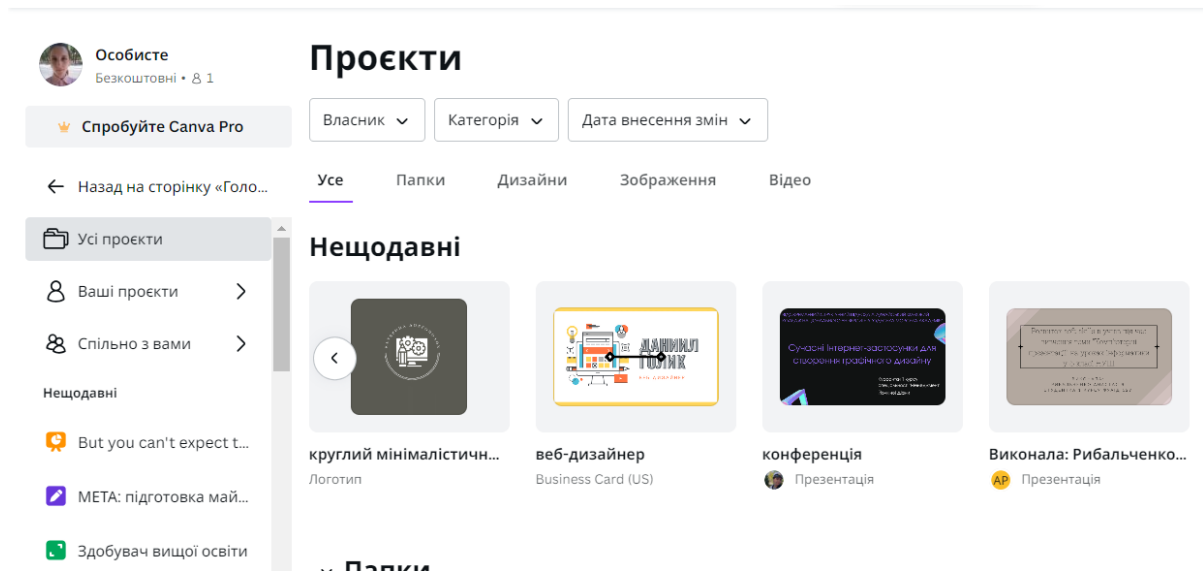 Особисте
Безкоштовні • 1
Спробуйте Canva Pro
Назад на сторінку «Голо...
Усі проєкти
Ваші проєкти
Спільно з вами
Нещодавні
But you can't expect t...
МЕТА: підготовка май...
Здобувач вищої освіти
Проєкти
Власник
Категорія
Дата внесення змін
Усе
Папки
Дизайни
Зображення
Відео
Нещодавні
ДАНИИЛ
ГОЛИК
ВЕБ-ДИЗАЙНЕР
Сучасні інтернет-застосунки для
створення графічного дизайну
круглий мінімалістичн...
Логотип
веб-дизайнер
Business Card (US)
конференція
Презентація
Виконала: Рибальченко...
АР
Презентація
Папки